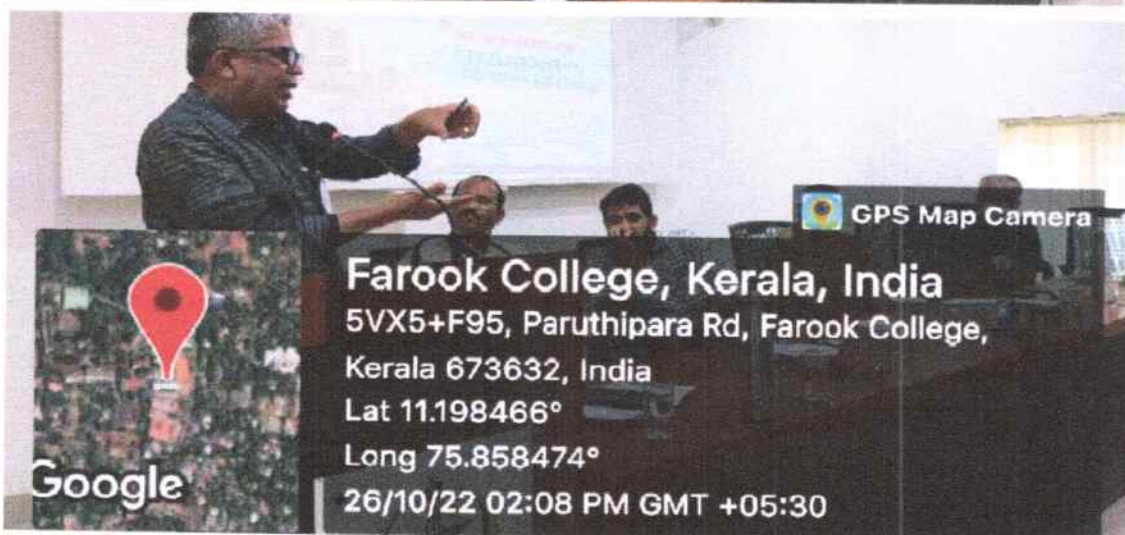 GPS Map Camera
Farook College, Kerala, India
5VX5+F95, Paruthipara Rd, Farook College,
Kerala 673632, India
Lat 11.198466°
Long 75.858474°
26/10/22 02:08 PM GMT +05:30
Google